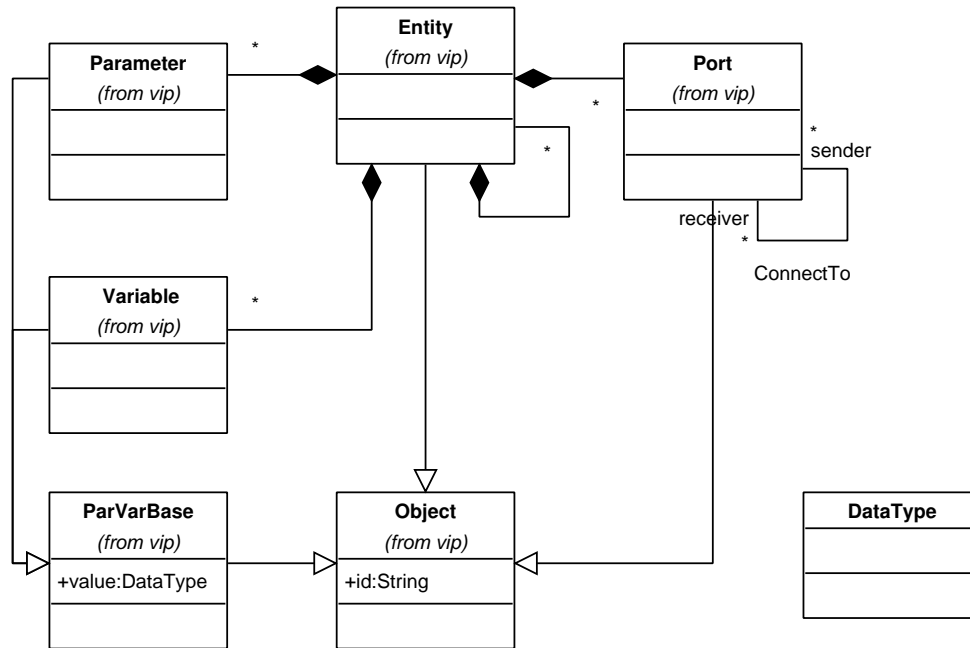 Entity
(from vip)
*
Parameter
(from vip)
Port
(from vip)
*
*
*
sender
receiver
*
ConnectTo
Variable
(from vip)
*
ParVarBase
(from vip)
+value:DataType
Object
(from vip)
+id:String
DataType